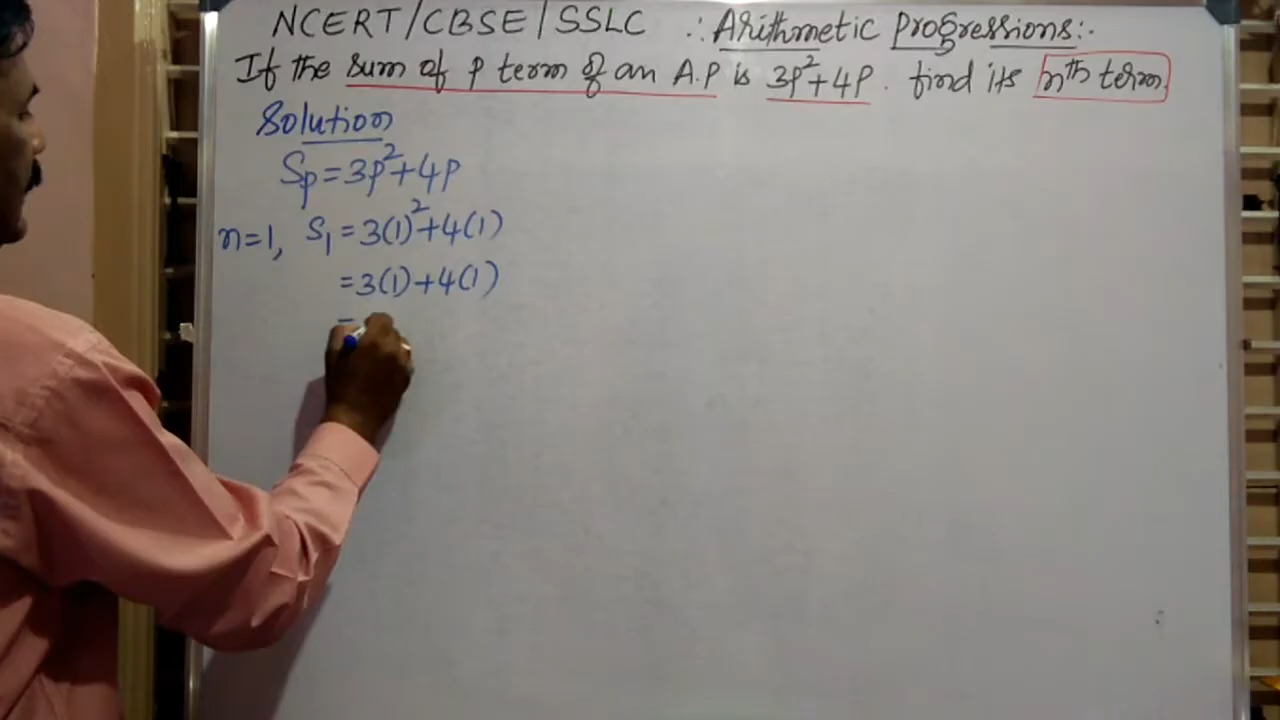 NCERT/CBSE/SSLC ∴ Arithmetic Progressions:-
If the sum of p term of an A.P is 3p²+4p. find its nth term.
Solution
Sp=3p²+4p
n=1, S₁=3(1)²+4(1)
=3(1)+4(1)
=